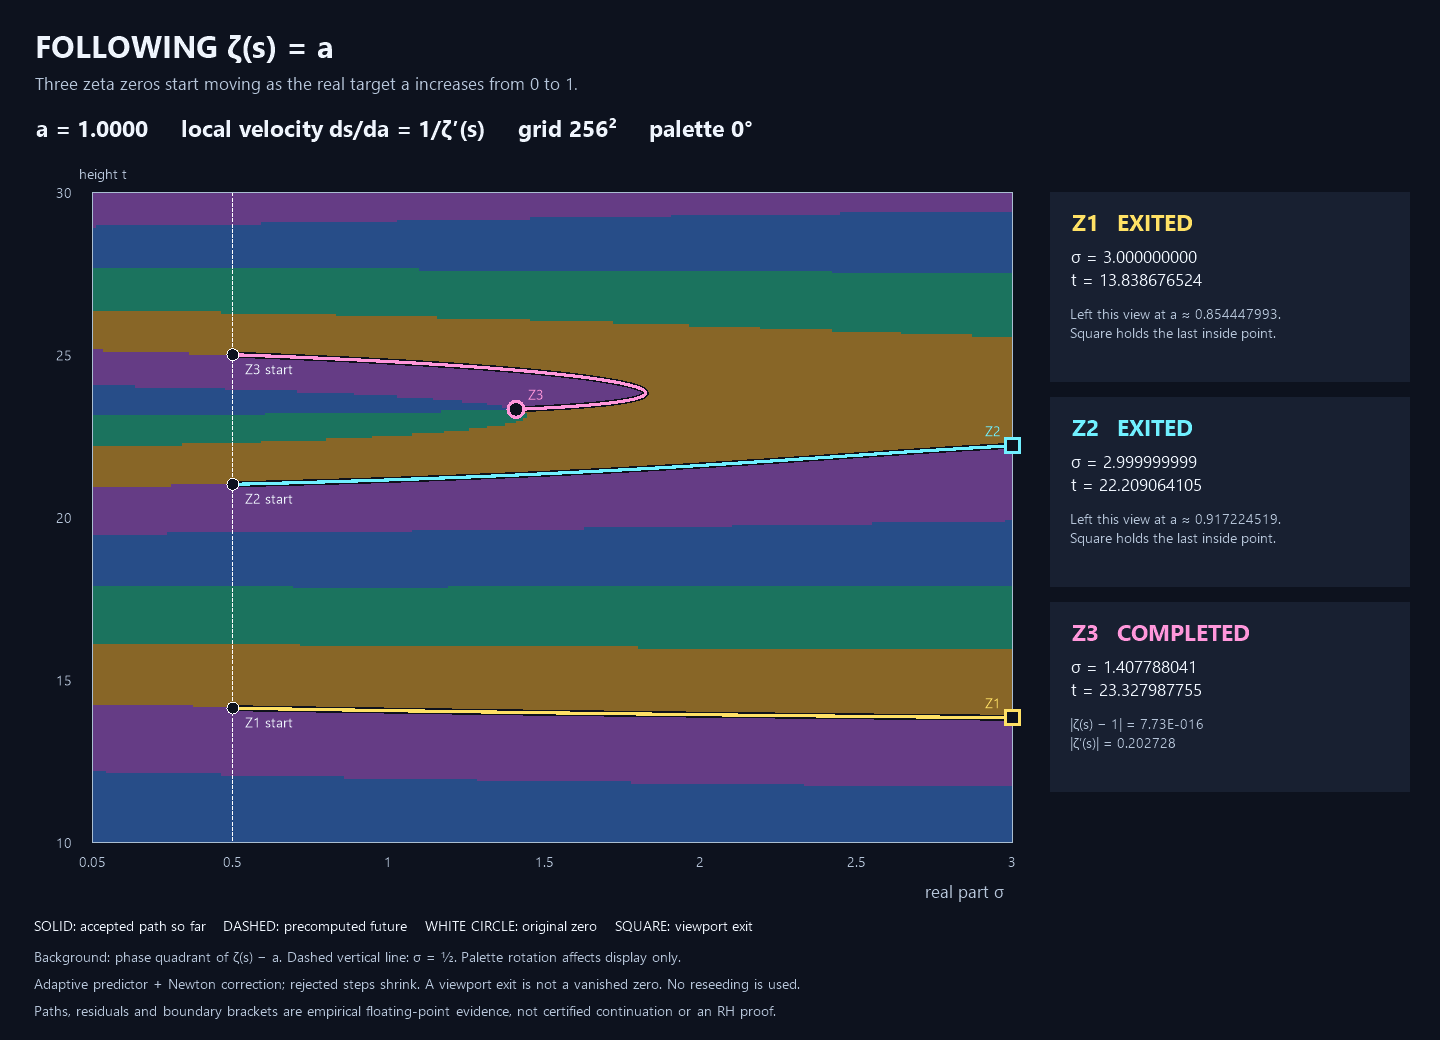 FOLLOWING ζ(s) = a
Three zeta zeros start moving as the real target a increases from 0 to 1.
a = 1.0000 local velocity ds/da = 1/ζ′(s) grid 256² palette 0°
height t
30
25
20
15
10
0.05
0.5
1
1.5
2
2.5
3
real part σ
Z3 start
Z3
Z2
Z2 start
Z1
Z1 start
Z1 EXITED
σ = 3.000000000
t = 13.838676524
Left this view at a ≈ 0.854447993.
Square holds the last inside point.
Z2 EXITED
σ = 2.999999999
t = 22.209064105
Left this view at a ≈ 0.917224519.
Square holds the last inside point.
Z3 COMPLETED
σ = 1.407788041
t = 23.327987755
|ζ(s) − 1| = 7.73E-016
|ζ′(s)| = 0.202728
SOLID: accepted path so far DASHED: precomputed future WHITE CIRCLE: original zero SQUARE: viewport exit
Background: phase quadrant of ζ(s) − a. Dashed vertical line: σ = ½. Palette rotation affects display only.
Adaptive predictor + Newton correction; rejected steps shrink. A viewport exit is not a vanished zero. No reseeding is used.
Paths, residuals and boundary brackets are empirical floating-point evidence, not certified continuation or an RH proof.